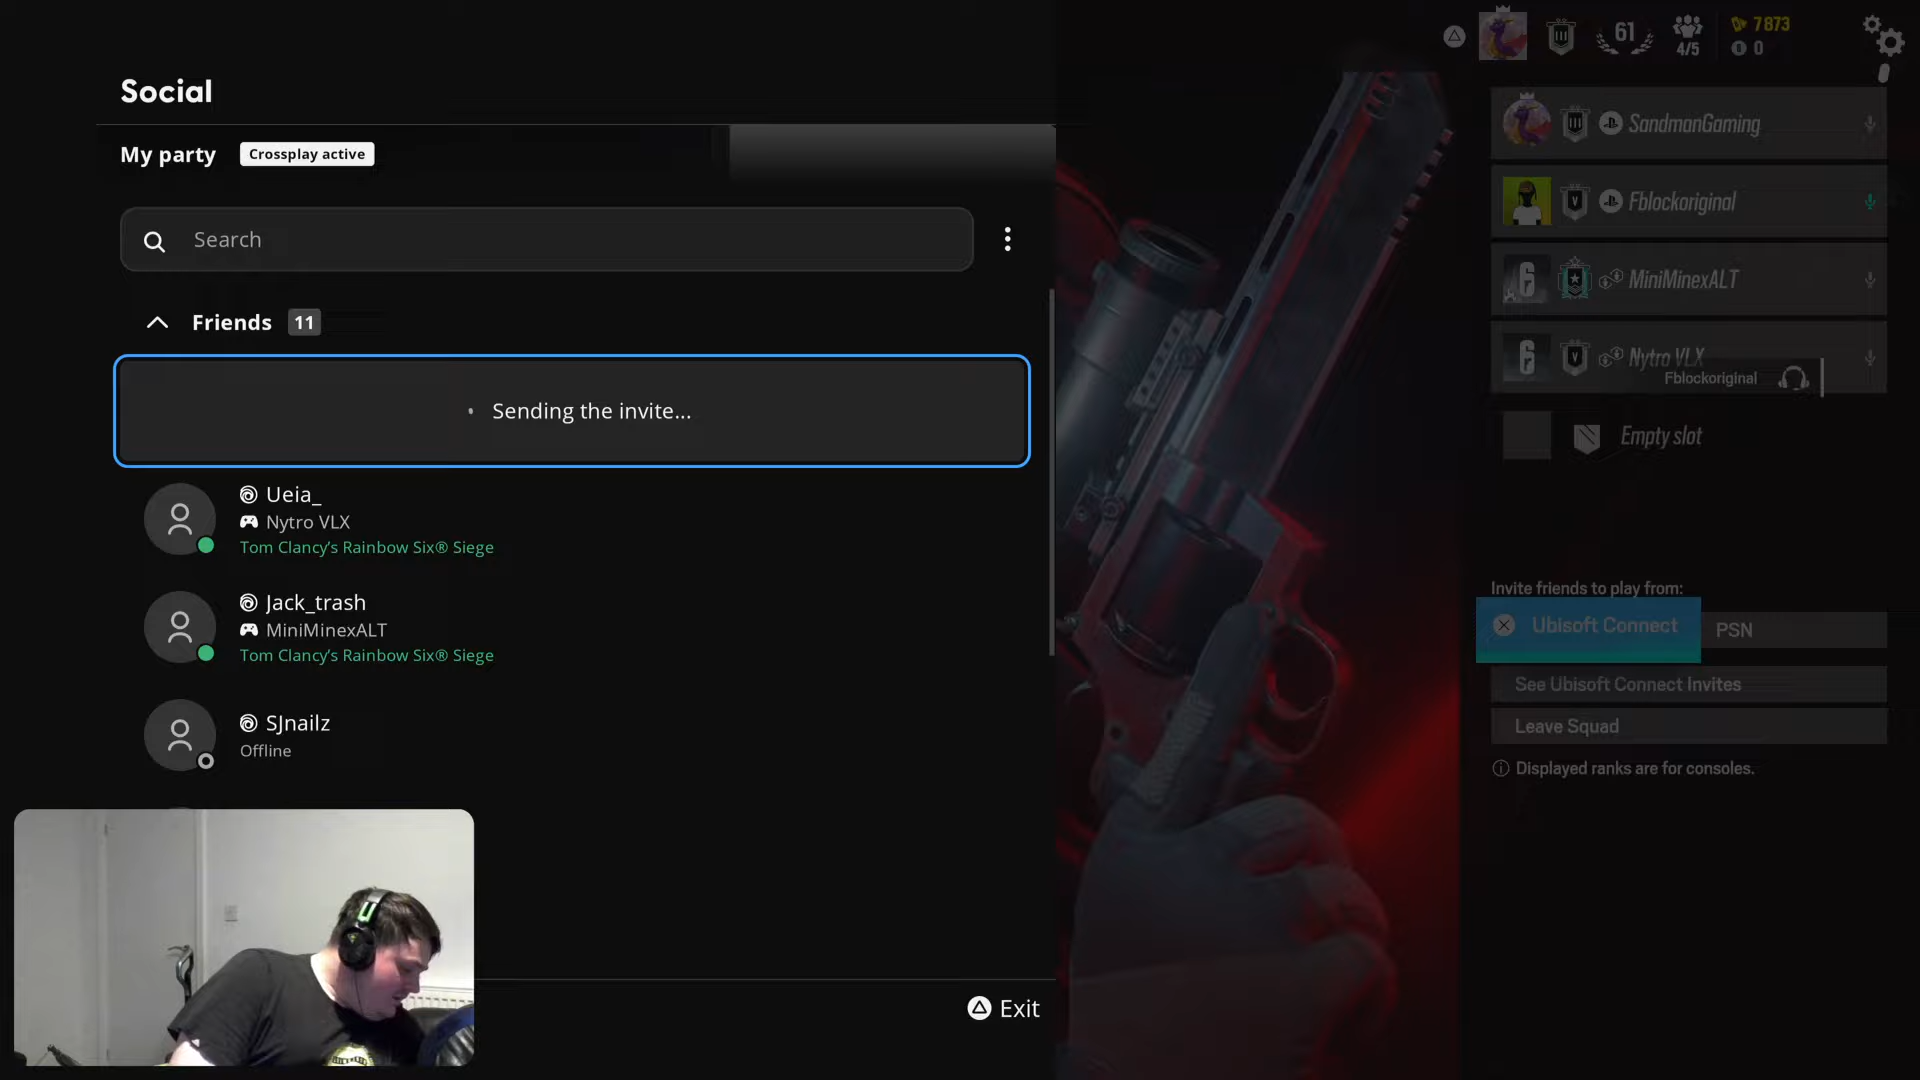 Social
My party
Crossplay active
Search
Friends 11
Sending the invite...
Ueia_
Nytro VLX
Tom Clancy's Rainbow Six® Siege
Jack_trash
MiniMinexALT
Tom Clancy's Rainbow Six® Siege
SJnailz
Offline
Exit
61
4/5
7 873
0
SandmanGaming
Fblockoriginal
MiniMinexALT
Nytro VLX
Fblockoriginal
Empty slot
Invite friends to play from:
Ubisoft Connect
PSN
See Ubisoft Connect Invites
Leave Squad
Displayed ranks are for consoles.